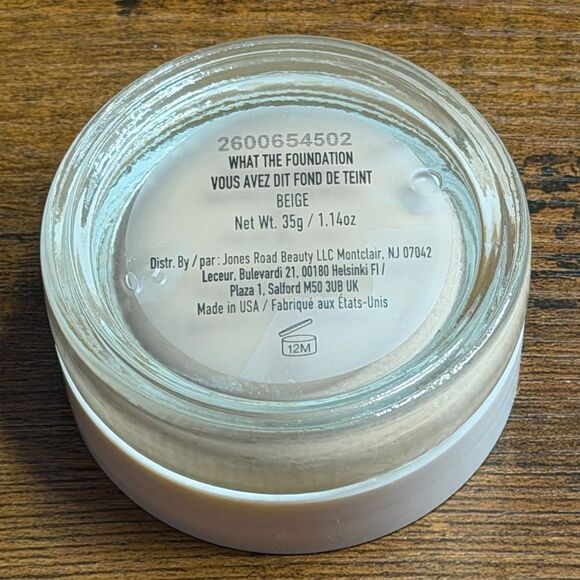 2600654502
WHAT THE FOUNDATION
VOUS AVEZ DIT FOND DE TEINT
BEIGE
Net Wt. 35g / 1.14oz
Distr. By / par : Jones Road Beauty LLC Montclair, NJ 07042
Leceur, Bulevardi 21, 00180 Helsinki FI /
Plaza 1, Salford M50 3UB UK
Made in USA / Fabriqué aux États-Unis
12M